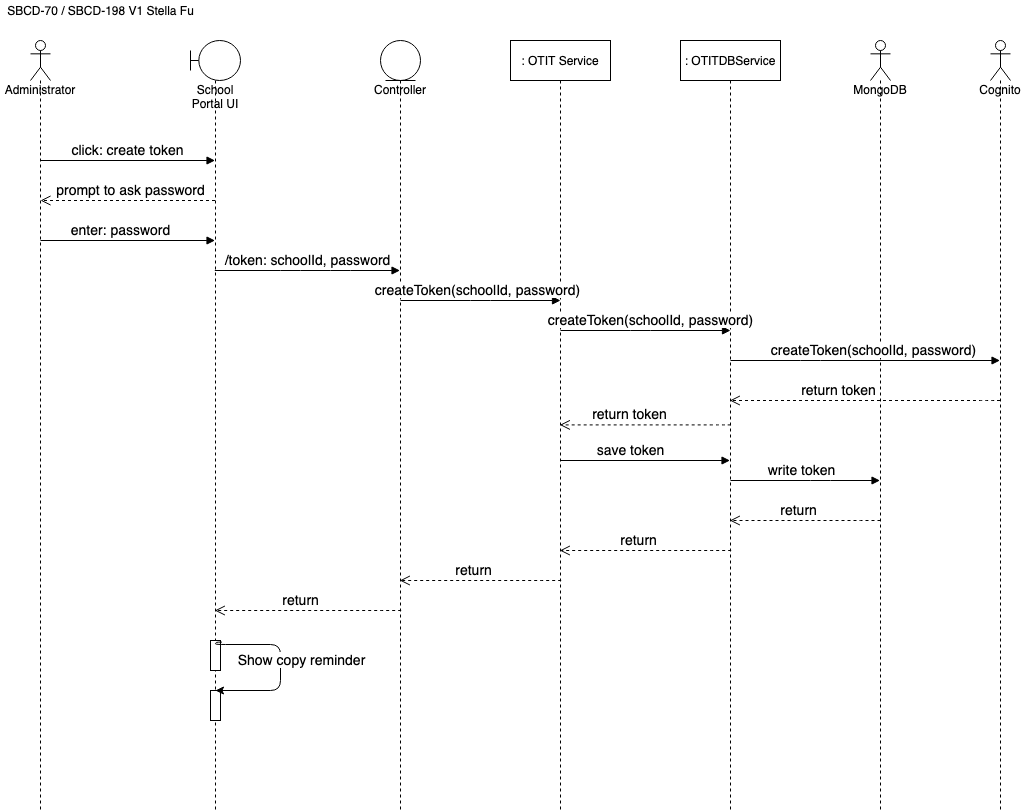 SBCD-70 / SBCD-198 V1 Stella Fu
: OTIT Service
: OTITDBService
Administrator
School
Portal UI
Controller
MongoDB
Cognito
click: create token
prompt to ask password
enter: password
/token: schoolId, password
createToken(schoolId, password)
createToken(schoolId, password)
createToken(schoolId, password)
return token
return token
save token
write token
return
return
return
return
Show copy reminder